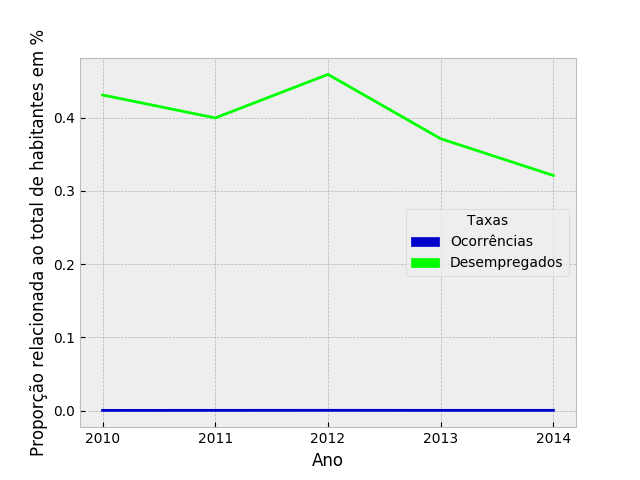 Proporção relacionada ao total de habitantes em %
0.4
0.3
0.2
0.1
0.0
Taxas
Ocorrências
Desempregados
2010 2011 2012 2013 2014
Ano